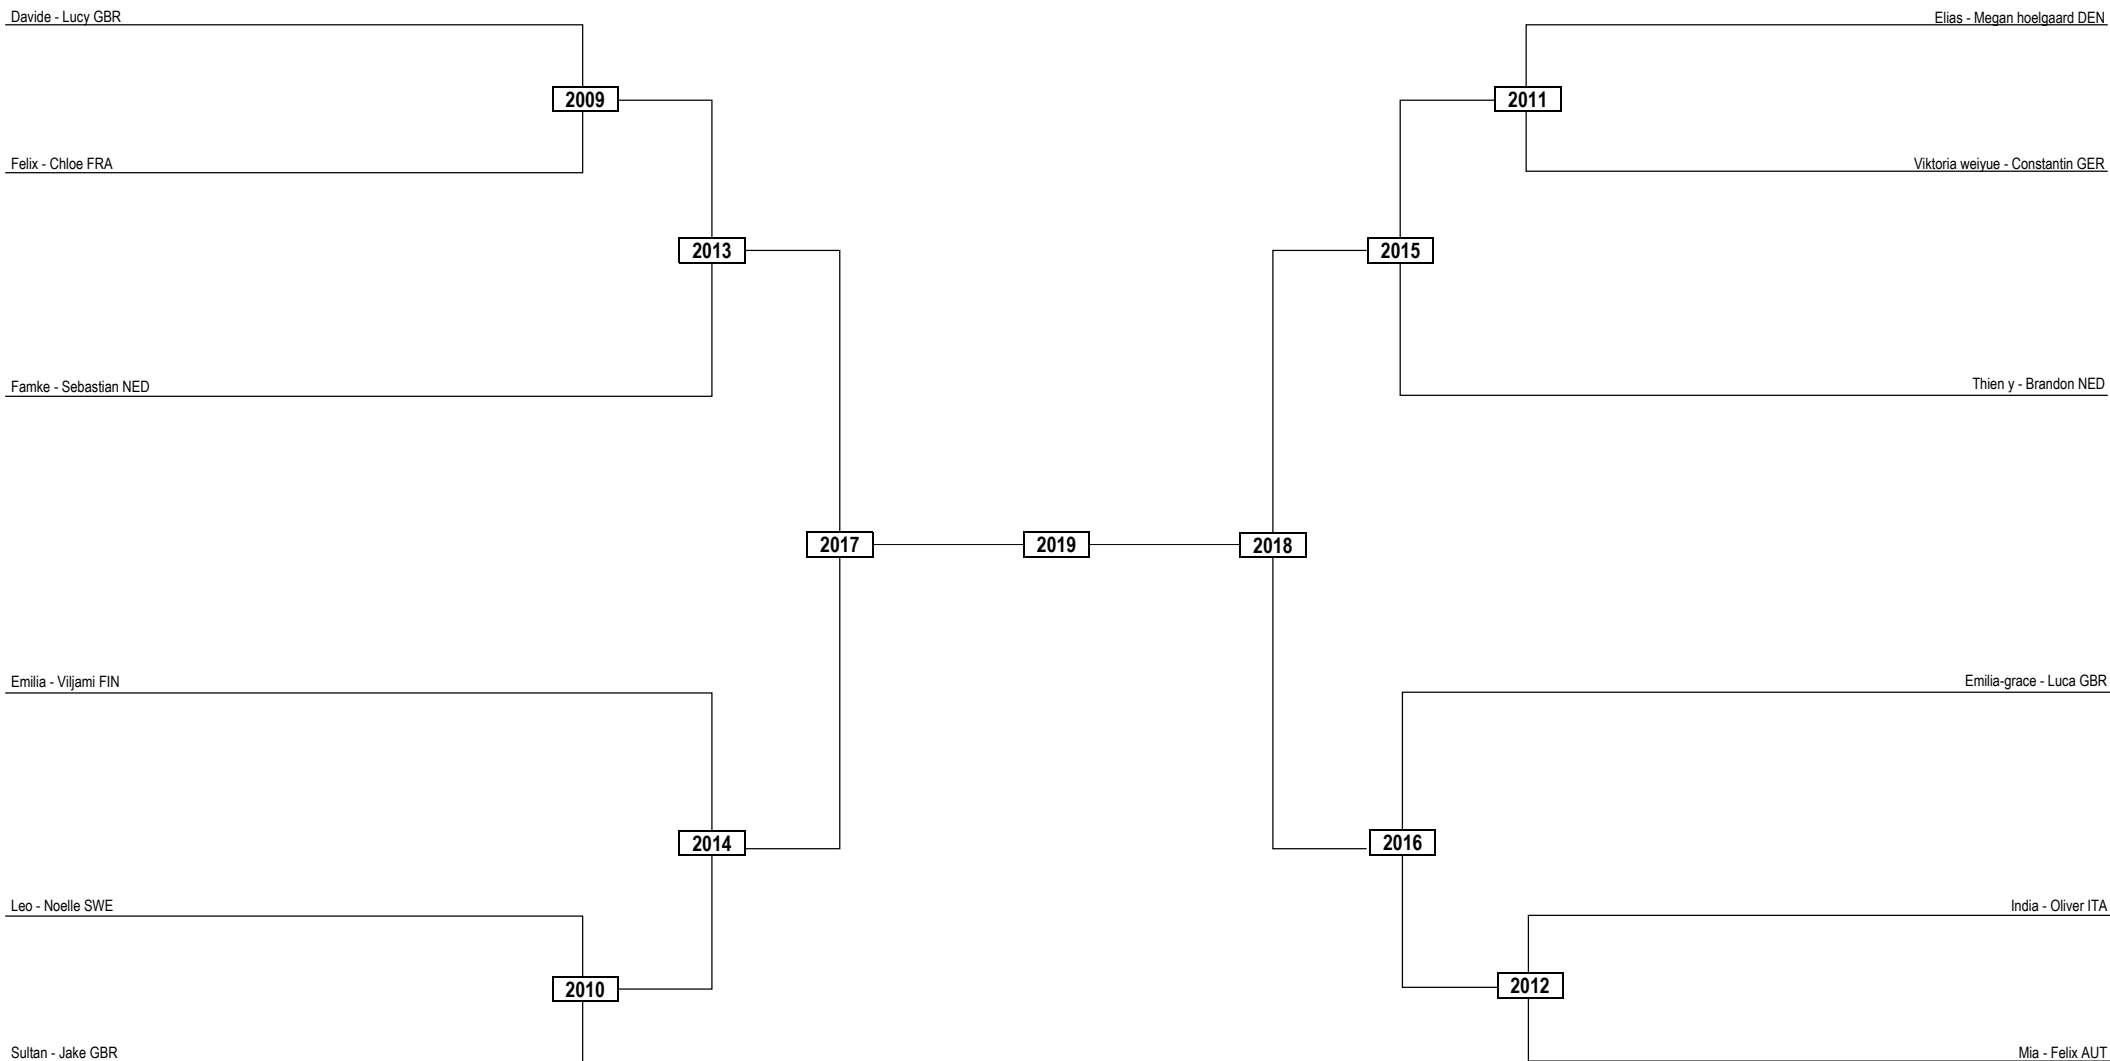 Davide - Lucy GBR
Elias - Megan hoelgaard DEN
2009
2011
Felix - Chloe FRA
Viktoria weiyue - Constantin GER
2013
2015
Famke - Sebastian NED
Thien y - Brandon NED
2017
2019
2018
Emilia - Viljami FIN
Emilia-grace - Luca GBR
2014
2016
Leo - Noelle SWE
India - Oliver ITA
2010
2012
Sultan - Jake GBR
Mia - Felix AUT